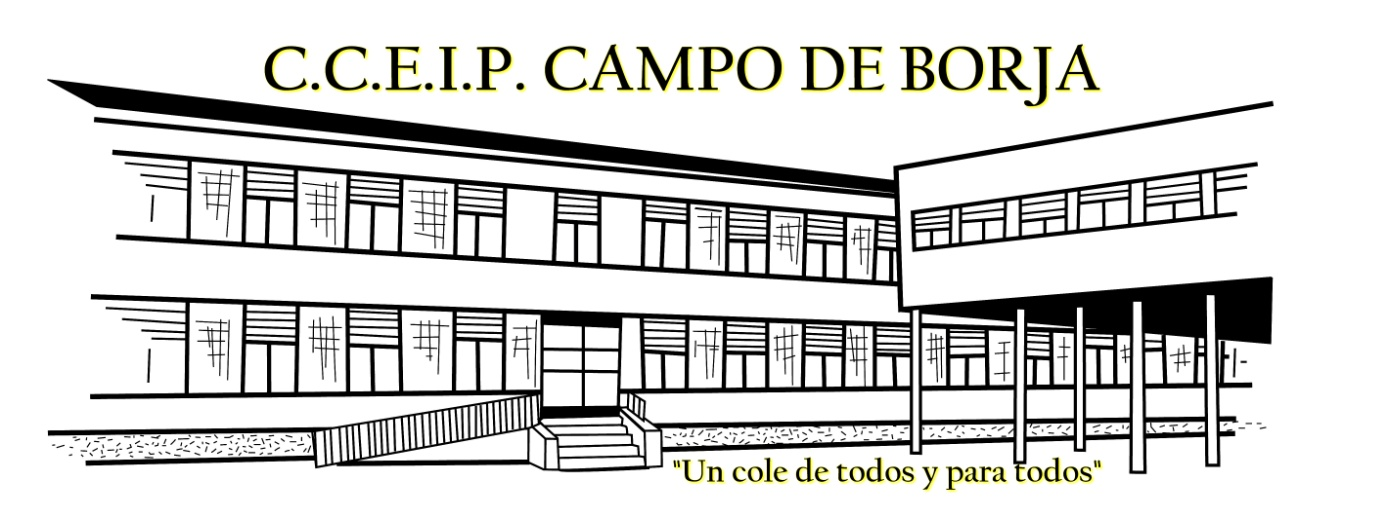 C.C.E.I.P. CAMPO DE BORJA
"Un cole de todos y para todos"